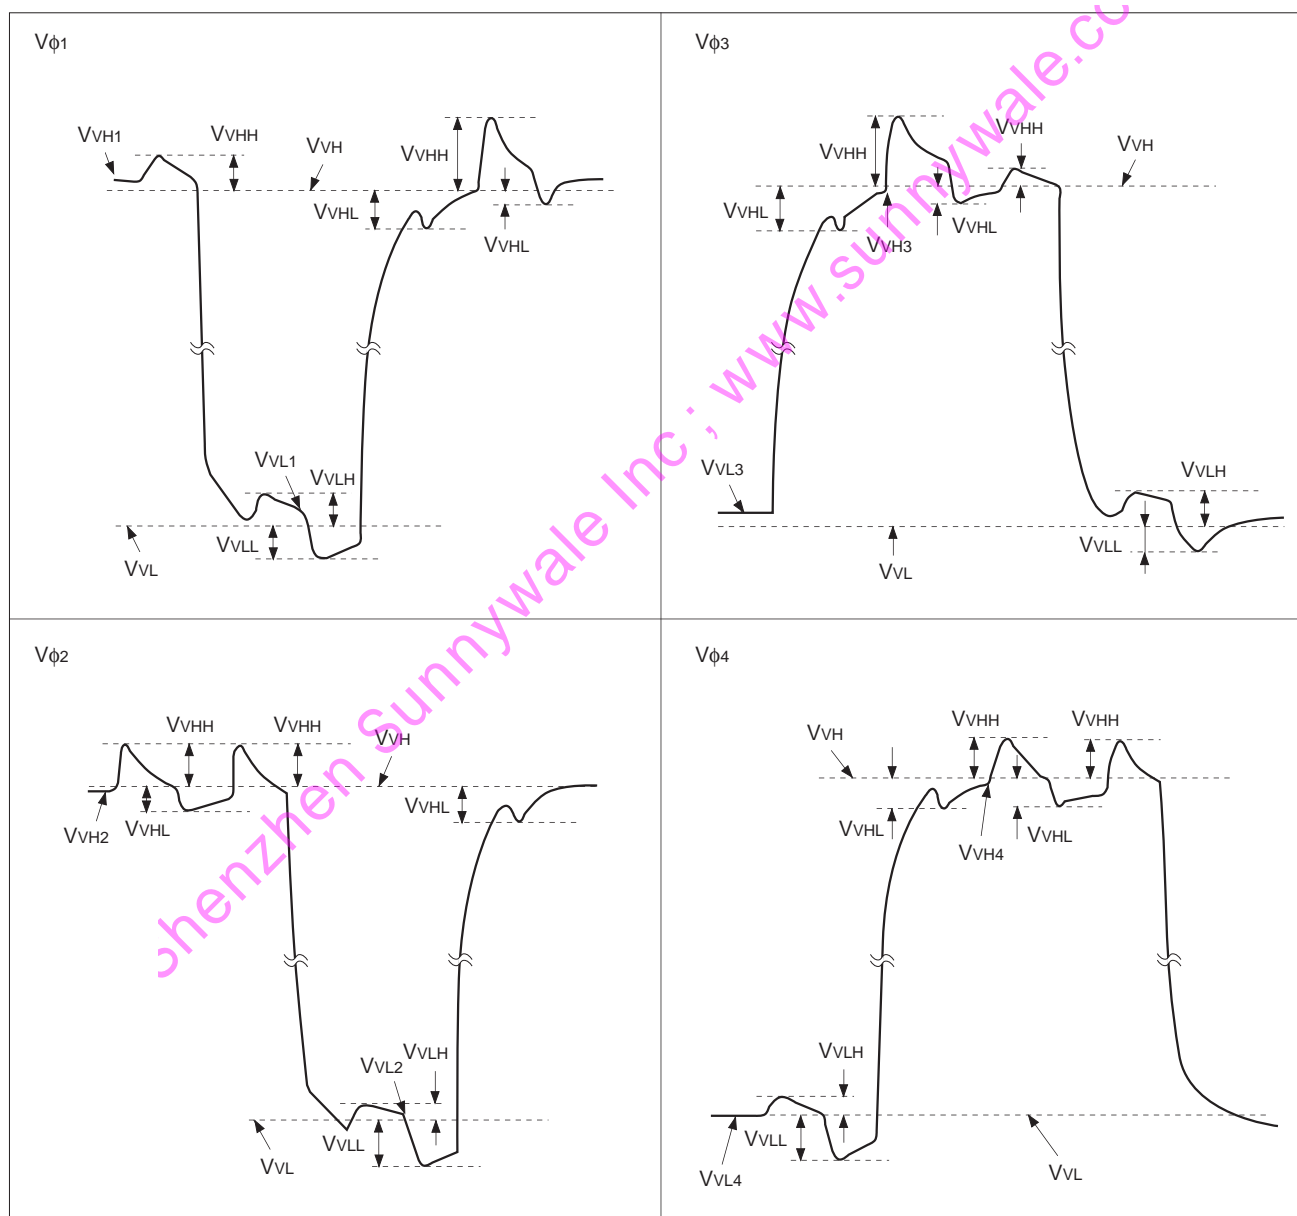 Vϕ1
VVH1
VVHH
VVH
VVHH
VVHL
VVHL
VVL1
VVLH
VVLL
VVL
Vϕ3
VVHH
VVHH
VVH
VVHL
VVHL
VVH3
VVL3
VVLH
VVLL
VVL
Vϕ2
VVHH
VVHH
VVH
VVHL
VVHL
VVH2
VVLH
VVL2
VVLL
VVL
Vϕ4
VVHH
VVHH
VVH
VVHL
VVHL
VVH4
VVLH
VVLL
VVL4
VVL
Shenzhen Sunnywale Inc ; www.sunnywale.co